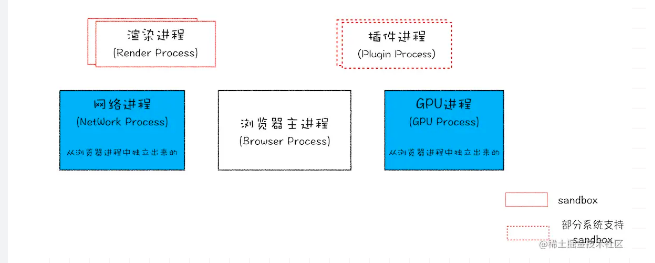 渲染进程
(Render Process)
插件进程
(Plugin Process)
网络进程
(NetWork Process)
从浏览器进程中独立出来的
浏览器主进程
(Browser Process)
GPU进程
(GPU Process)
从浏览器进程中独立出来的
sandbox
部分系统支持
sandbox
@稀土掘金技术社区